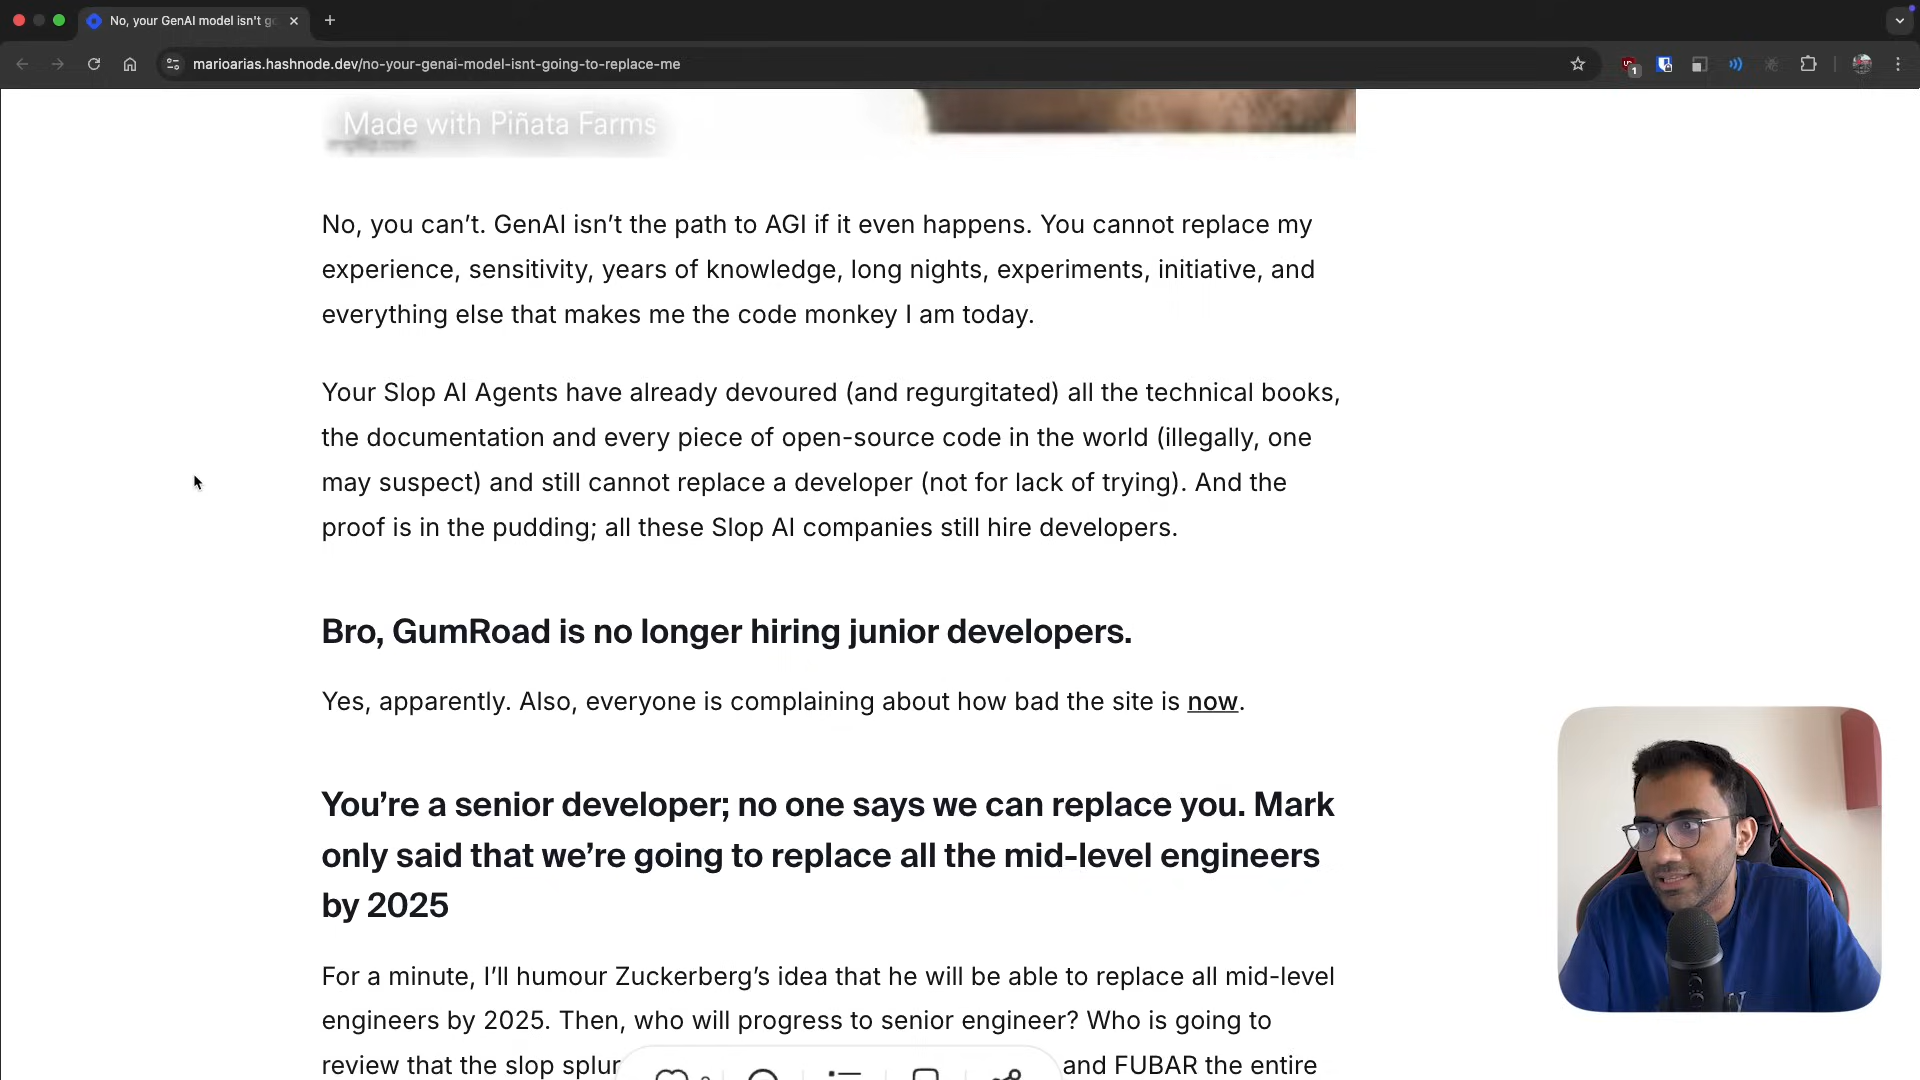 No, your GenAI model isn't g
marioarias.hashnode.dev/no-your-genai-model-isnt-going-to-replace-me
1
Made with Piñata Farms
imgflip.com
No, you can’t. GenAI isn’t the path to AGI if it even happens. You cannot replace my
experience, sensitivity, years of knowledge, long nights, experiments, initiative, and
everything else that makes me the code monkey I am today.
Your Slop AI Agents have already devoured (and regurgitated) all the technical books,
the documentation and every piece of open-source code in the world (illegally, one
may suspect) and still cannot replace a developer (not for lack of trying). And the
proof is in the pudding; all these Slop AI companies still hire developers.
Bro, GumRoad is no longer hiring junior developers.
Yes, apparently. Also, everyone is complaining about how bad the site is now.
You’re a senior developer; no one says we can replace you. Mark
only said that we’re going to replace all the mid-level engineers
by 2025
For a minute, I’ll humour Zuckerberg’s idea that he will be able to replace all mid-level
engineers by 2025. Then, who will progress to senior engineer? Who is going to
review that the slop and FUBAR the entire